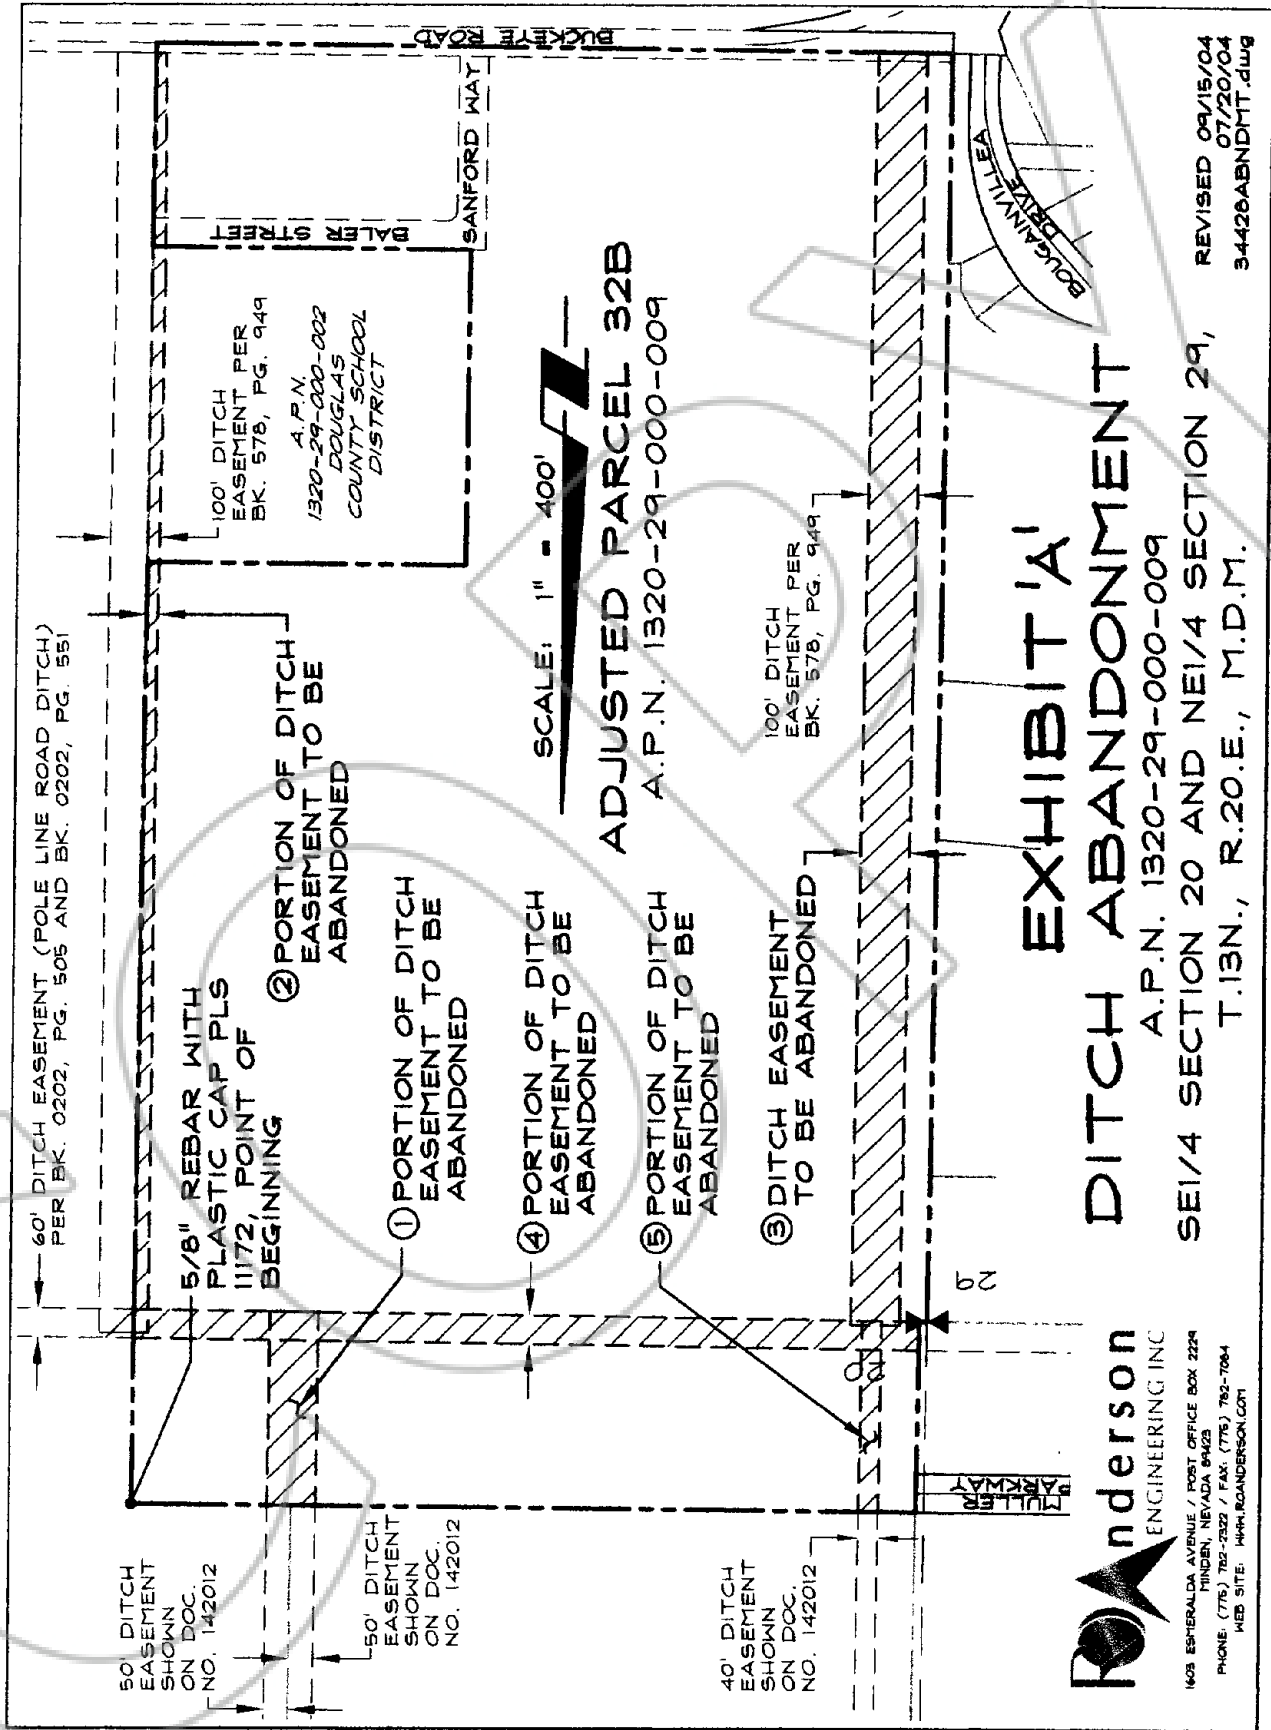 60' DITCH EASEMENT (POLE LINE ROAD DITCH)
PER BK. 0202, PG. 505 AND BK. 0202, PG. 551
5/8" REBAR WITH
PLASTIC CAP PLS
11172, POINT OF
BEGINNING
② PORTION OF DITCH
EASEMENT TO BE
ABANDONED
100' DITCH
EASEMENT PER
BK. 578, PG. 949
A.P.N.
1320-29-000-002
DOUGLAS
COUNTY SCHOOL
DISTRICT
BALER STREET
BUCKEYE ROAD
SANFORD WAY
50' DITCH
EASEMENT
SHOWN
ON DOC.
NO. 142012
50' DITCH
EASEMENT
SHOWN
ON DOC.
NO. 142012
① PORTION OF DITCH
EASEMENT TO BE
ABANDONED
④ PORTION OF DITCH
EASEMENT TO BE
ABANDONED
⑤ PORTION OF DITCH
EASEMENT TO BE
ABANDONED
③ DITCH EASEMENT
TO BE ABANDONED
SCALE: 1" = 400'
ADJUSTED PARCEL 32B
A.P.N. 1320-29-000-009
100' DITCH
EASEMENT PER
BK. 578, PG. 949
40' DITCH
EASEMENT
SHOWN
ON DOC.
NO. 142012
MULLER
PARKWAY
20
29
BOUGAINVILLEA
DRIVE
EXHIBIT 'A'
DITCH ABANDONMENT
A.P.N. 1320-29-000-009
SE1/4 SECTION 20 AND NE1/4 SECTION 29,
T.13N., R.20.E., M.D.M.
REVISED 09/15/04
07/20/04
34428ABNDMT.dwg
ROAnderson
ENGINEERING INC
1603 ESMERALDA AVENUE / POST OFFICE BOX 2229
MINDEN, NEVADA 89423
PHONE: (775) 782-2322 / FAX: (775) 782-7084
WEB SITE: WWW.ROANDERSON.COM
COPY